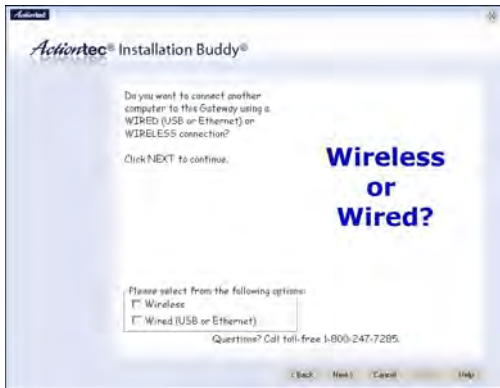 Actiontec
Actiontec® Installation Buddy®
Do you want to connect another
computer to this Gateway using a
WIRED (USB or Ethernet) or
WIRELESS connection?
Click NEXT to continue.
Wireless
or
Wired?
Please select from the following options:
Wireless
Wired (USB or Ethernet)
Questions? Call toll-free 1-800-247-7285.
< Back Next > Cancel Help